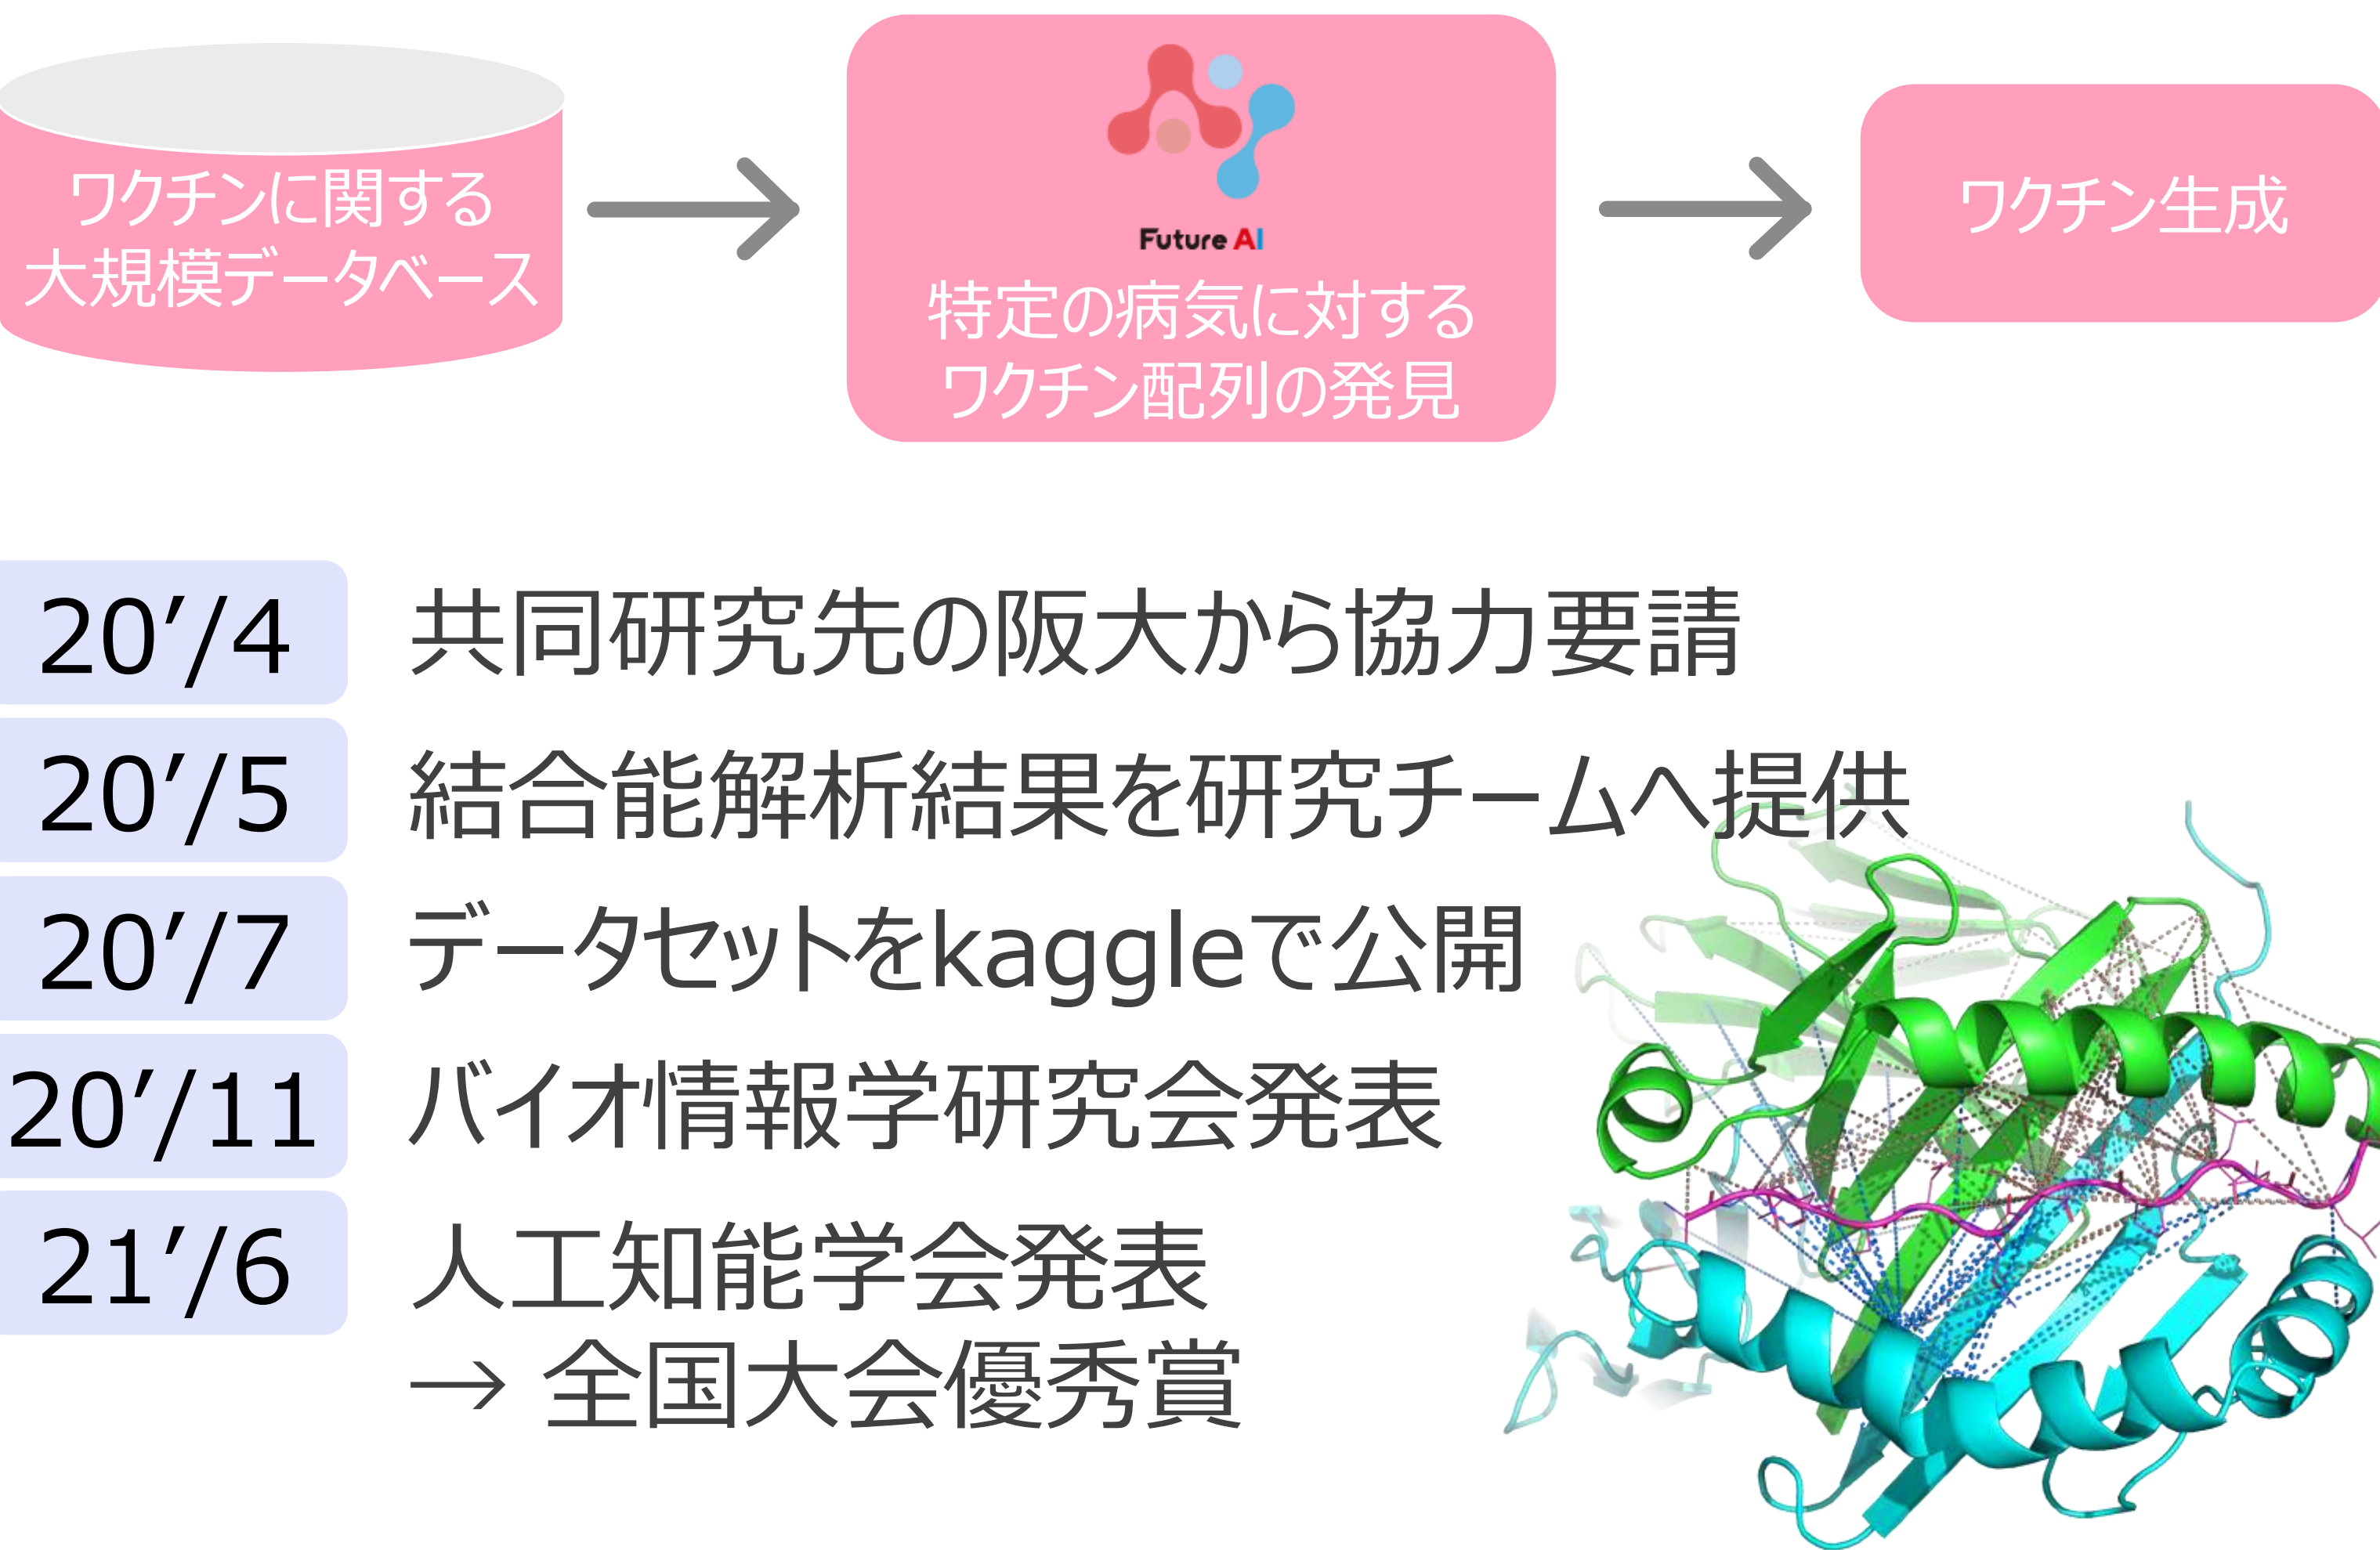 ワクチンに関する
大規模データベース
Future AI
特定の病気に対する
ワクチン配列の発見
ワクチン生成
20’/4 共同研究先の阪大から協力要請
20’/5 結合能解析結果を研究チームへ提供
20’/7 データセットをkaggleで公開
20’/11 バイオ情報学研究会発表
21’/6 人工知能学会発表
→ 全国大会優秀賞